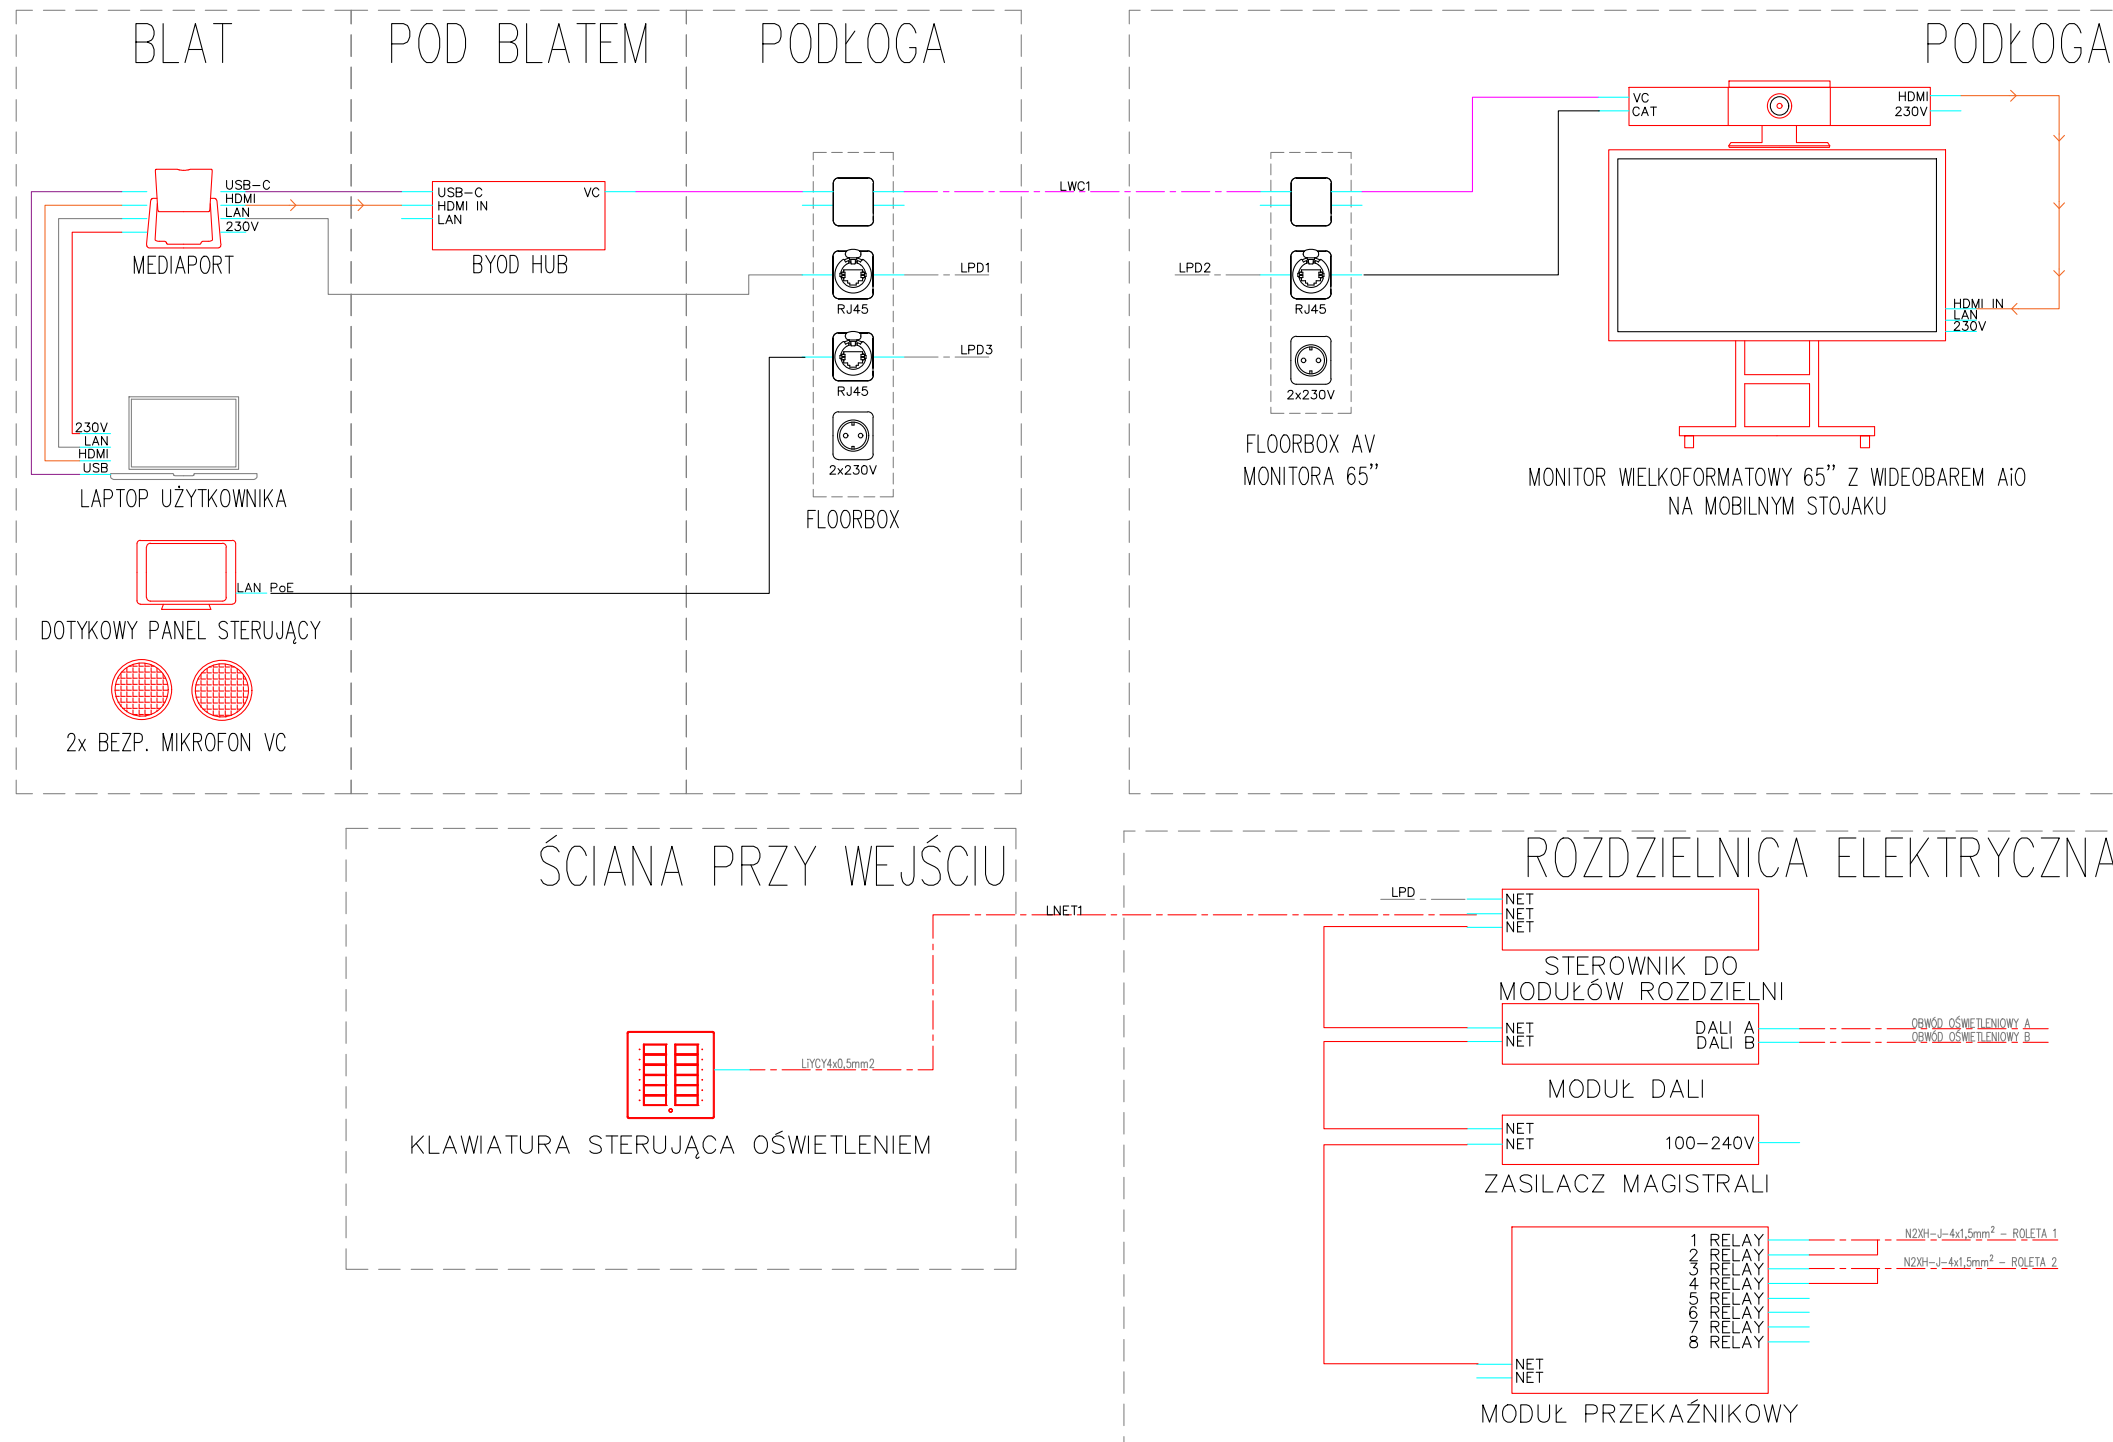 BLAT
POD BLATEM
PODŁOGA
PODŁOGA
VC
CAT
HDMI
230V
USB-C
HDMI
LAN
230V
MEDIAPORT
USB-C
HDMI IN
LAN
VC
BYOD HUB
LWC1
LPD1
RJ45
LPD3
RJ45
2x230V
FLOORBOX
LPD2
RJ45
2x230V
FLOORBOX AV
MONITORA 65"
HDMI IN
LAN
230V
MONITOR WIELKOFORMATOWY 65" Z WIDEOBAREM AiO
NA MOBILNYM STOJAKU
230V
LAN
HDMI
USB
LAPTOP UŻYTKOWNIKA
LAN PoE
DOTYKOWY PANEL STERUJĄCY
2x BEZP. MIKROFON VC
ŚCIANA PRZY WEJŚCIU
LNET1
LiYCY4x0,5mm2
KLAWIATURA STERUJĄCA OŚWIETLENIEM
ROZDZIELNICA ELEKTRYCZNA
LPD
NET
NET
NET
STEROWNIK DO
MODUŁÓW ROZDZIELNI
NET
NET
DALI A
DALI B
OBWÓD OŚWIETLENIOWY A
OBWÓD OŚWIETLENIOWY B
MODUŁ DALI
NET
NET
100-240V
ZASILACZ MAGISTRALI
1 RELAY
2 RELAY
3 RELAY
4 RELAY
5 RELAY
6 RELAY
7 RELAY
8 RELAY
N2XH-J-4x1,5mm² - ROLETA 1
N2XH-J-4x1,5mm² - ROLETA 2
NET
NET
MODUŁ PRZEKAŹNIKOWY